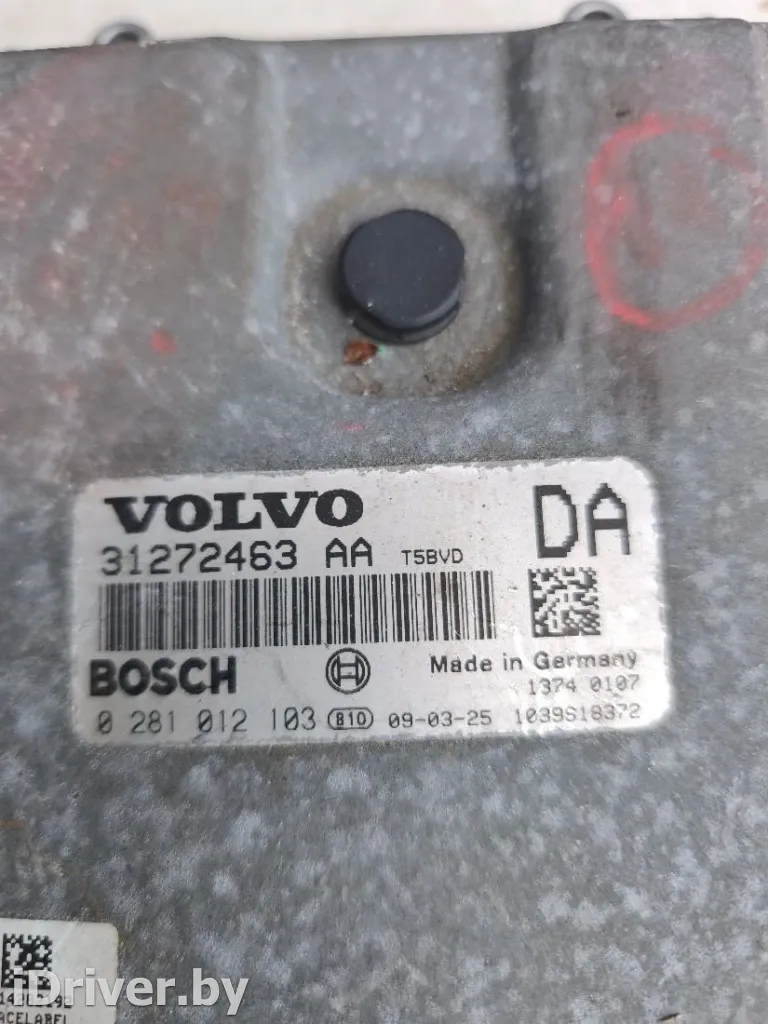 VOLVO
31272463 AA T5BVD
DA
BOSCH
Made in Germany
1374 0107
0 281 012 103 B10 09-03-25 1039S18372
iDriver.by